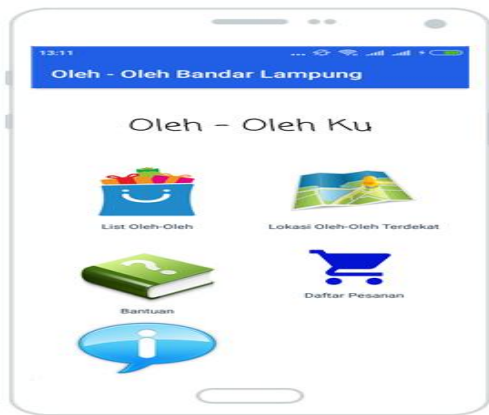 13:11
Oleh - Oleh Bandar Lampung
Oleh - Oleh Ku
List Oleh-Oleh
Lokasi Oleh-Oleh Terdekat
Bantuan
Daftar Pesanan